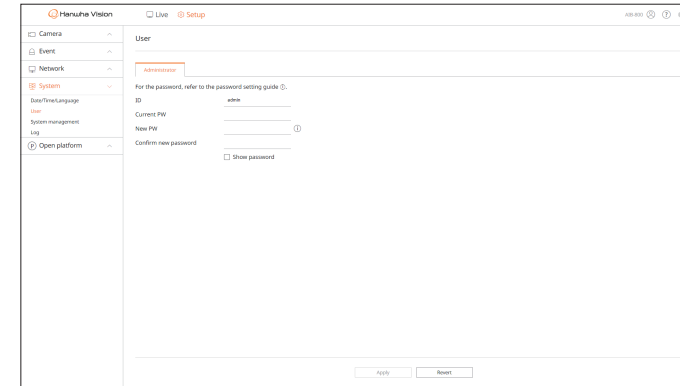 Hanwha Vision
Live
Setup
Camera
User
Event
Network
Administrator
System
For the password, refer to the password setting guide
Date/Time/Language
ID
admin
User
Current PW
System management
New PW
Log
Open platform
Confirm new password
Show password
Apply
Revert